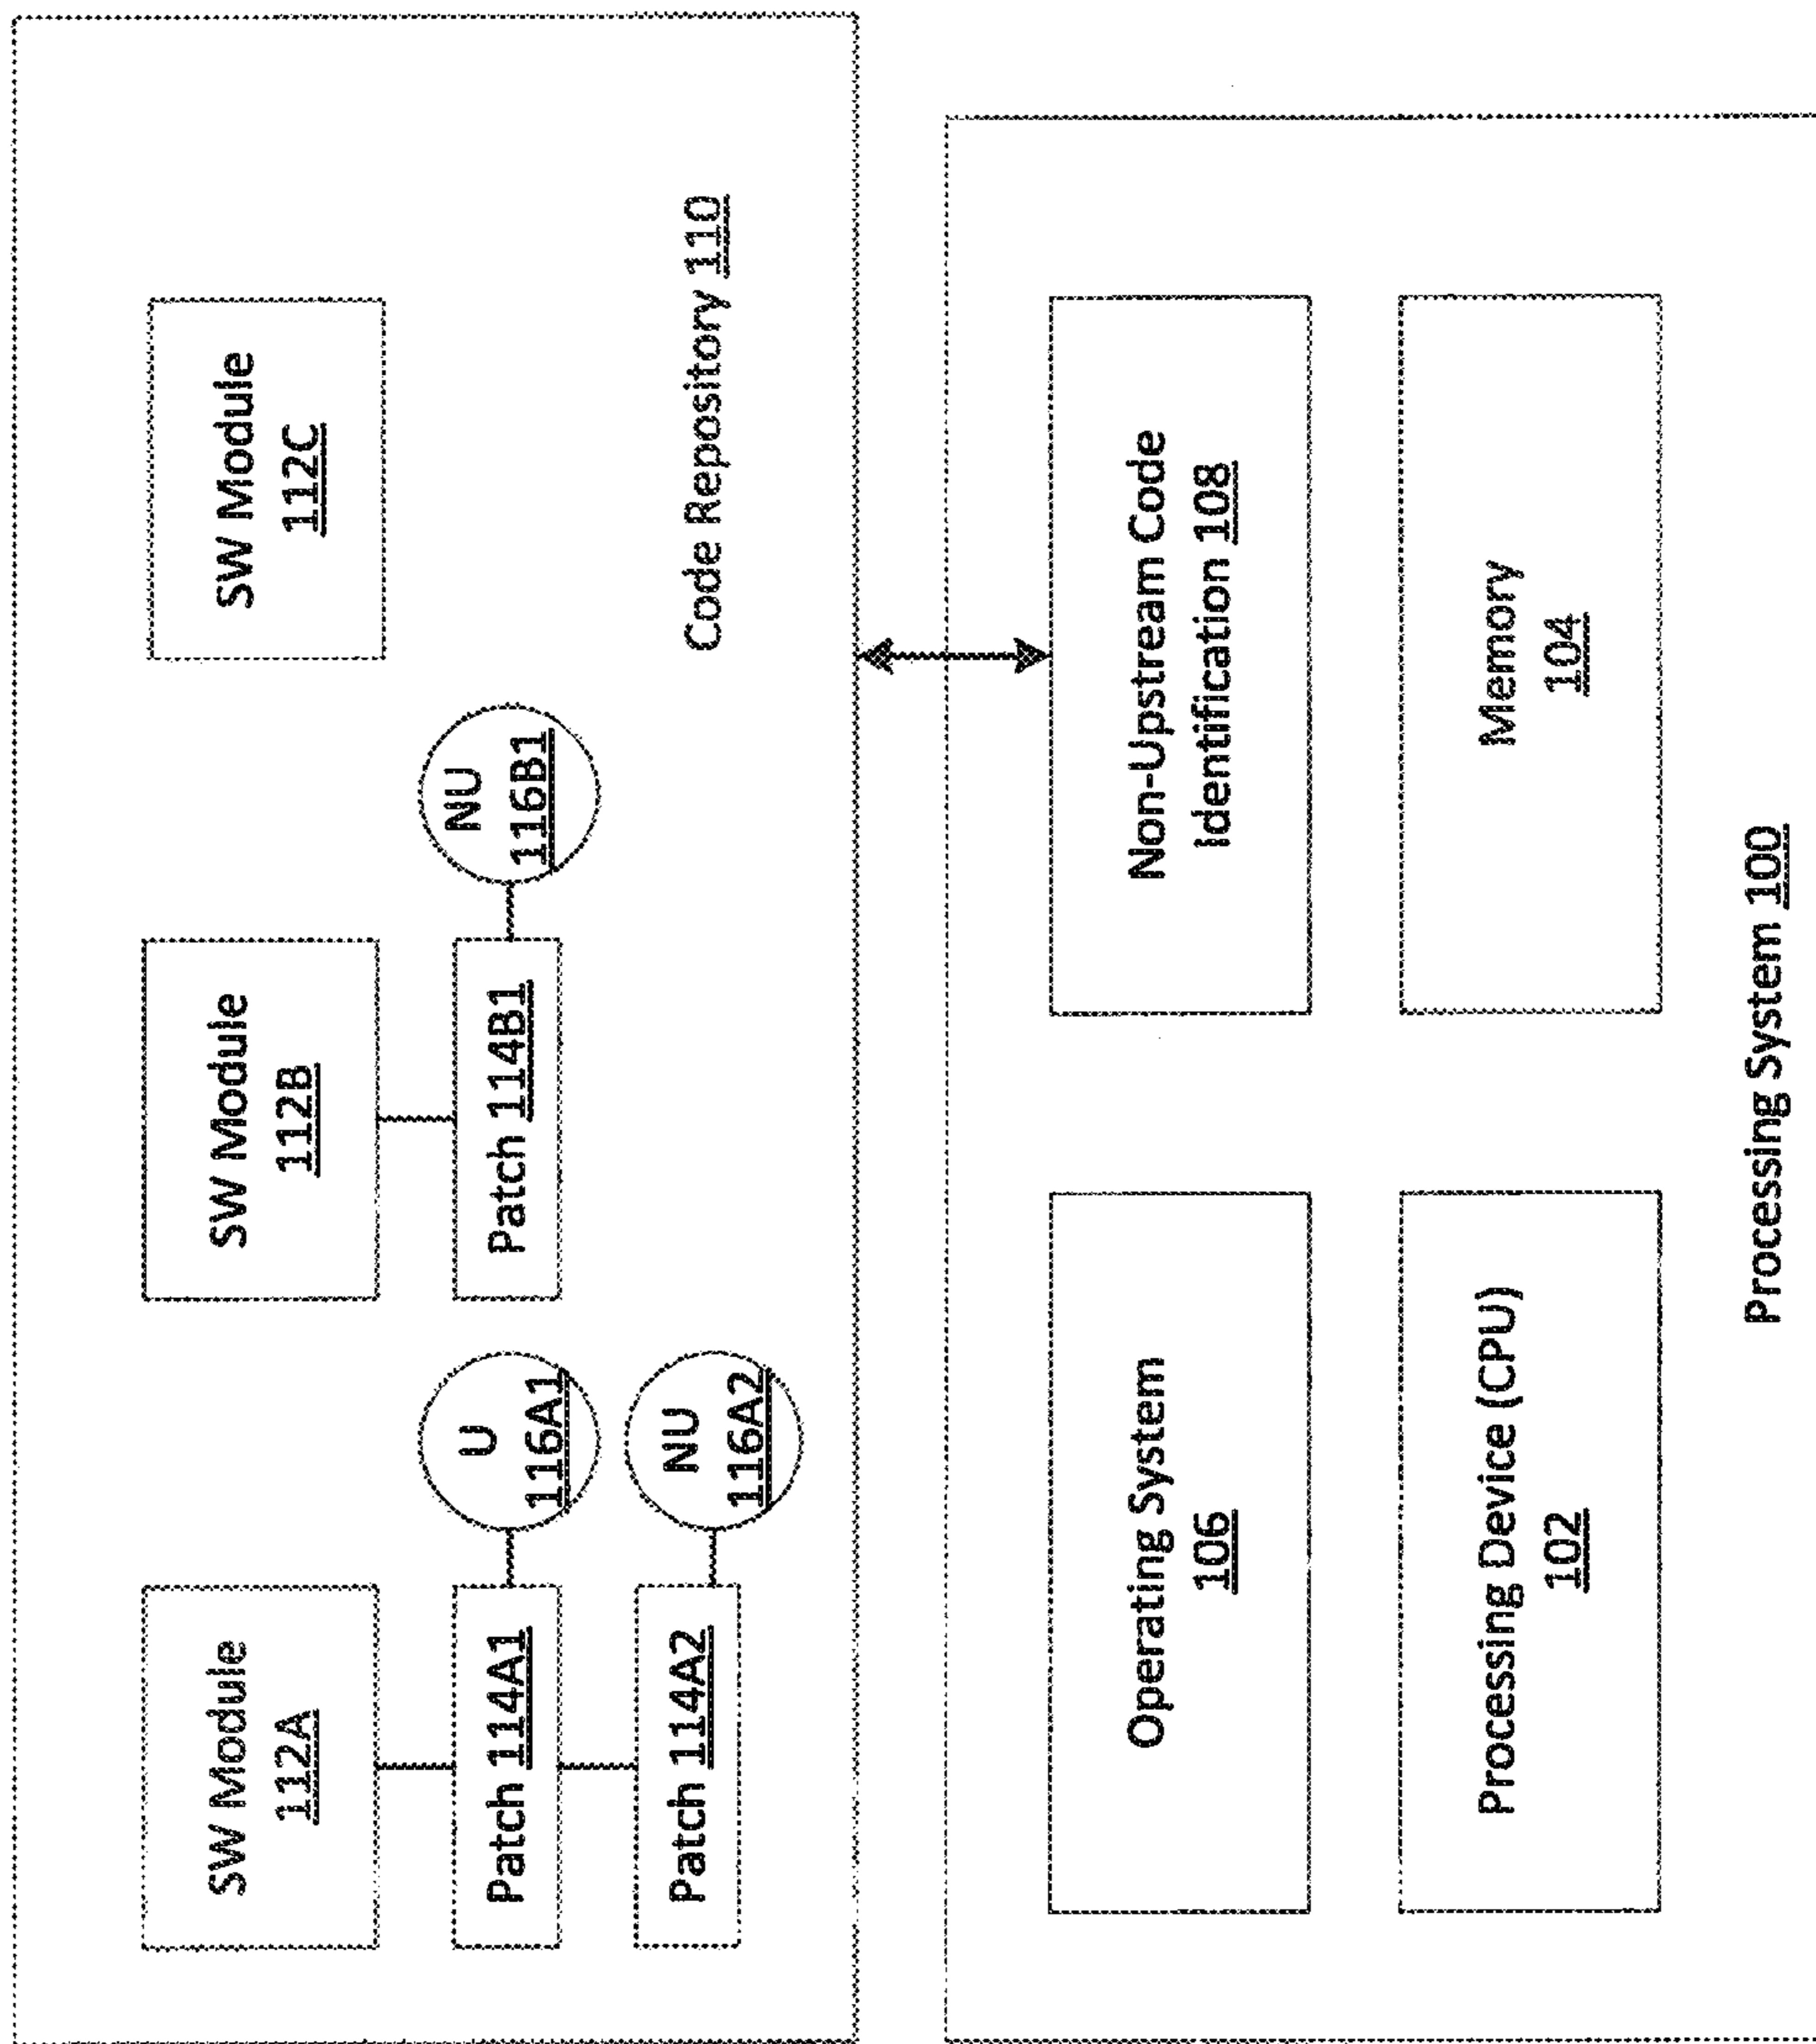 SW Module
112A
SW Module
112B
SW Module
112C
Patch 114A1
U
116A1
Patch 114B1
NU
116B1
Patch 114A2
NU
116A2
Code Repository 110
Operating System
106
Non-Upstream Code
Identification 108
Processing Device (CPU)
102
Memory
104
Processing System 100